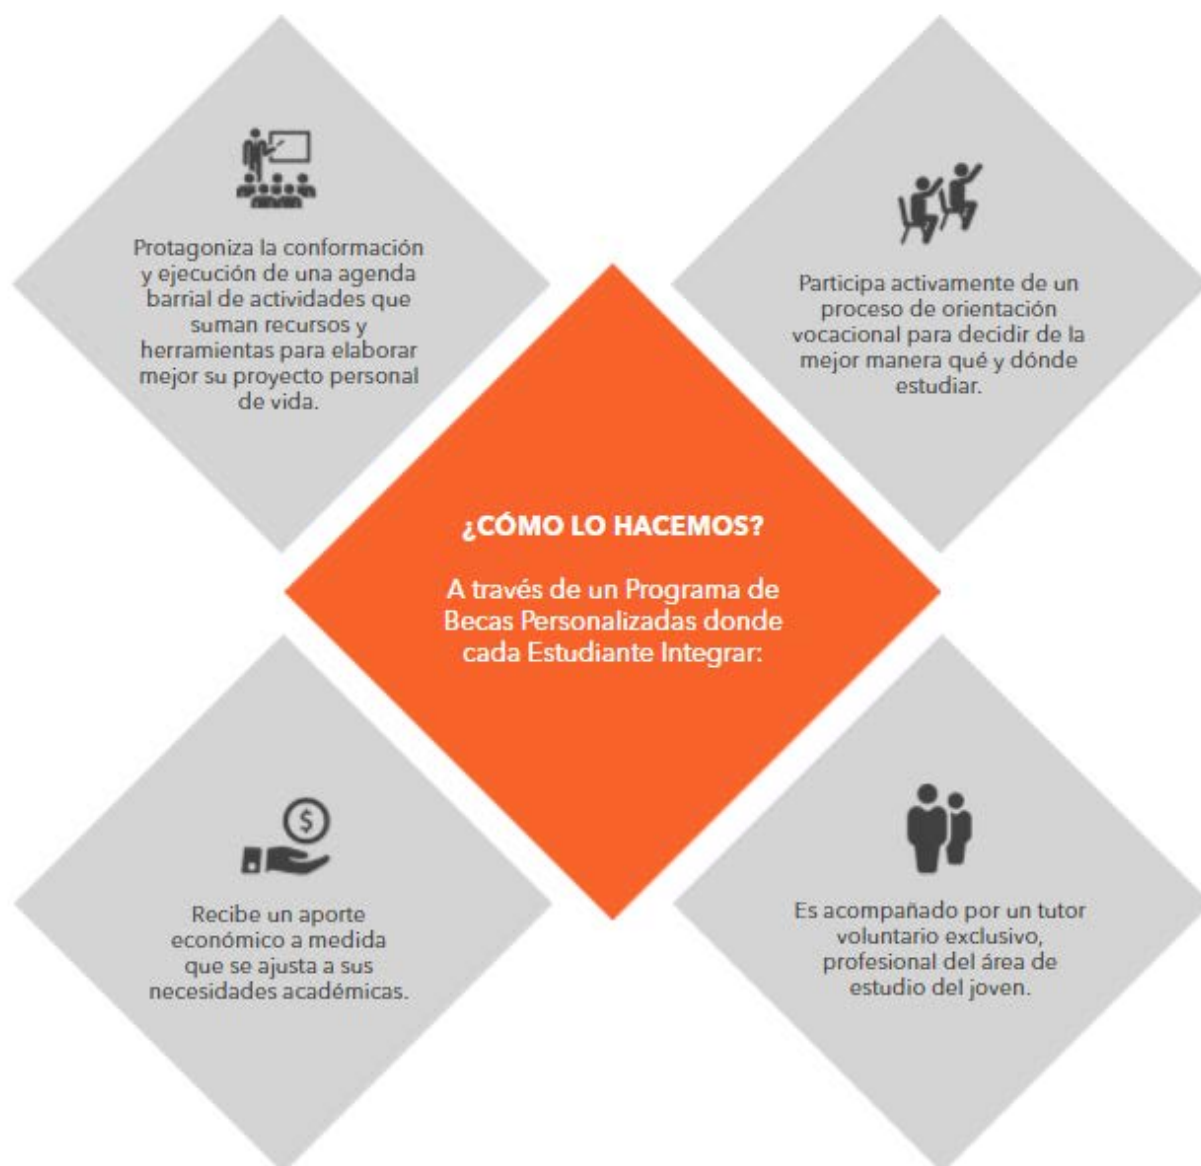 Protagoniza la conformación
y ejecución de una agenda
barrial de actividades que
suman recursos y
herramientas para elaborar
mejor su proyecto personal
de vida.
Participa activamente de un
proceso de orientación
vocacional para decidir de la
mejor manera qué y dónde
estudiar.
¿CÓMO LO HACEMOS?
A través de un Programa de
Becas Personalizadas donde
cada Estudiante Integrar:
$
Recibe un aporte
económico a medida
que se ajusta a sus
necesidades académicas.
Es acompañado por un tutor
voluntario exclusivo,
profesional del área de
estudio del joven.